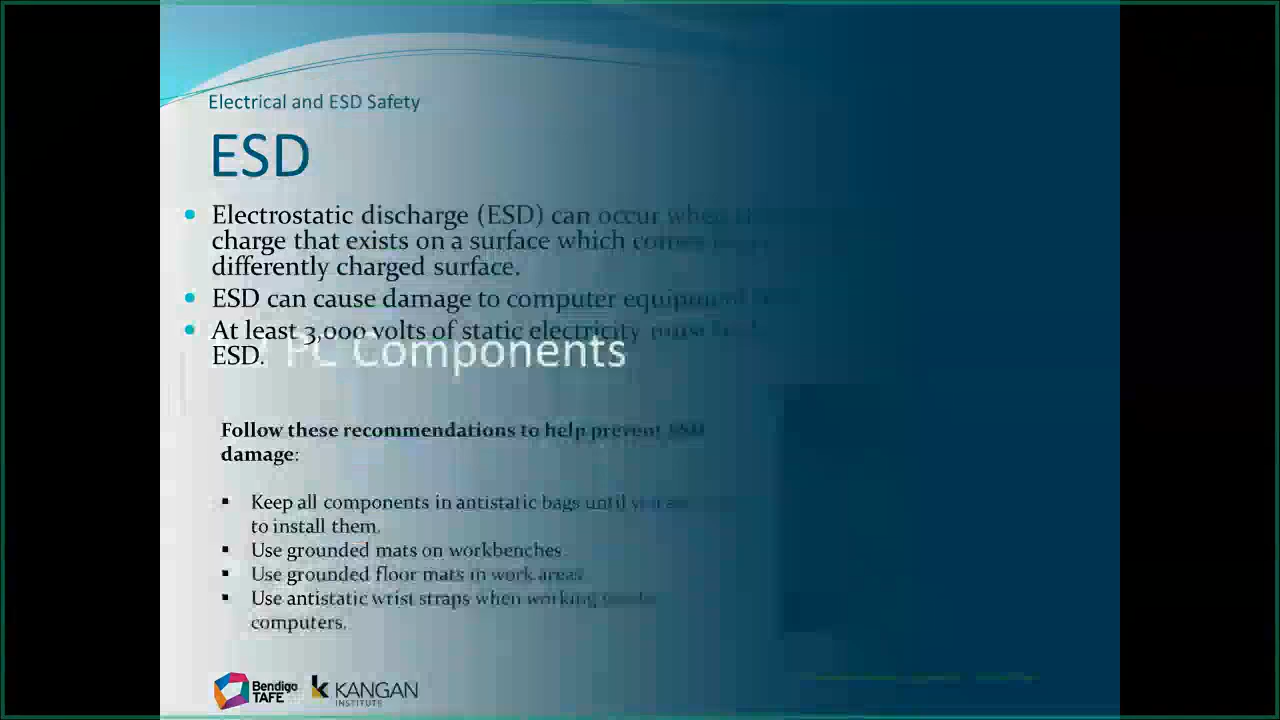 Electrical and ESD Safety
ESD
• Electrostatic discharge (ESD) can occur when
charge that exists on a surface which comes
differently charged surface.
• ESD can cause damage to computer equipment
• At least 3,000 volts of static electricity must
ESD.
PC Components
Follow these recommendations to help prevent ESD
damage:
▪ Keep all components in antistatic bags until you
to install them.
▪ Use grounded mats on workbenches
▪ Use grounded floor mats in work areas
▪ Use antistatic wrist straps when working
computers.
Bendigo
TAFE
KANGAN
INSTITUTE